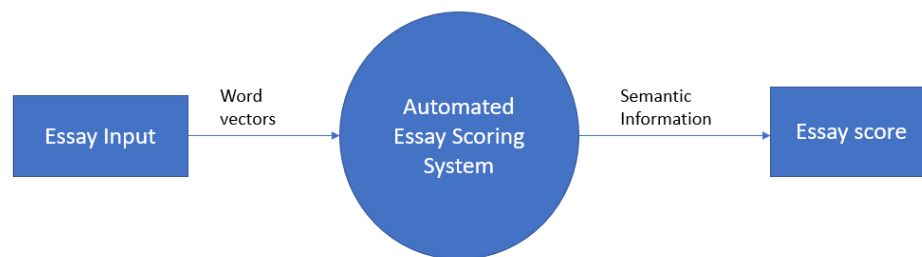 Essay Input
Word
vectors
Automated
Essay Scoring
System
Semantic
Information
Essay score